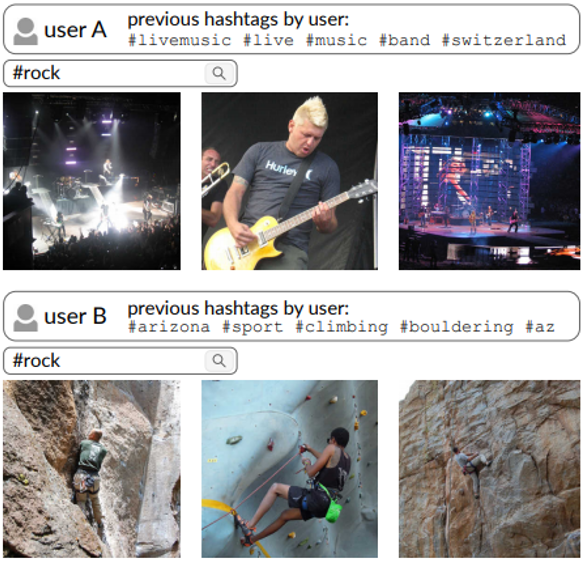 user A
previous hashtags by user:
#livemusic #live #music #band #switzerland
#rock
Hurley
user B
previous hashtags by user:
#arizona #sport #climbing #bouldering #az
#rock